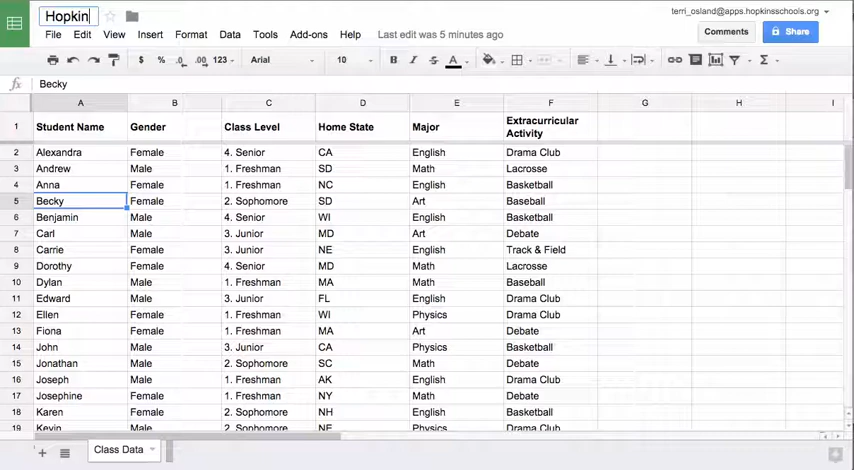 Hopkin
terri_osland@apps.hopkinsschools.org
File Edit View Insert Format Data Tools Add-ons Help Last edit was 5 minutes ago
Comments Share
$ % .0 .00 123 Arial 10 B I S A Σ
fx Becky
A B C D E F G H I
1 Student Name Gender Class Level Home State Major Extracurricular Activity
2 Alexandra Female 4. Senior CA English Drama Club
3 Andrew Male 1. Freshman SD Math Lacrosse
4 Anna Female 1. Freshman NC English Basketball
5 Becky Female 2. Sophomore SD Art Baseball
6 Benjamin Male 4. Senior WI English Basketball
7 Carl Male 3. Junior MD Art Debate
8 Carrie Female 3. Junior NE English Track & Field
9 Dorothy Female 4. Senior MD Math Lacrosse
10 Dylan Male 1. Freshman MA Math Baseball
11 Edward Male 3. Junior FL English Drama Club
12 Ellen Female 1. Freshman WI Physics Drama Club
13 Fiona Female 1. Freshman MA Art Debate
14 John Male 3. Junior CA Physics Basketball
15 Jonathan Male 2. Sophomore SC Math Debate
16 Joseph Male 1. Freshman AK English Drama Club
17 Josephine Female 1. Freshman NY Math Debate
18 Karen Female 2. Sophomore NH English Basketball
19 Kevin Male 2. Sophomore NE Physics Drama Club
Class Data